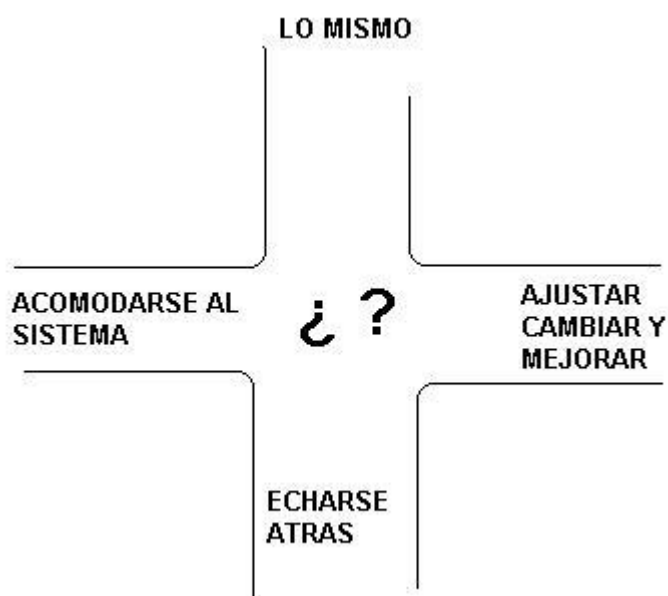 LO MISMO
ACOMODARSE AL
SISTEMA
¿ ?
AJUSTAR
CAMBIAR Y
MEJORAR
ECHARSE
ATRAS